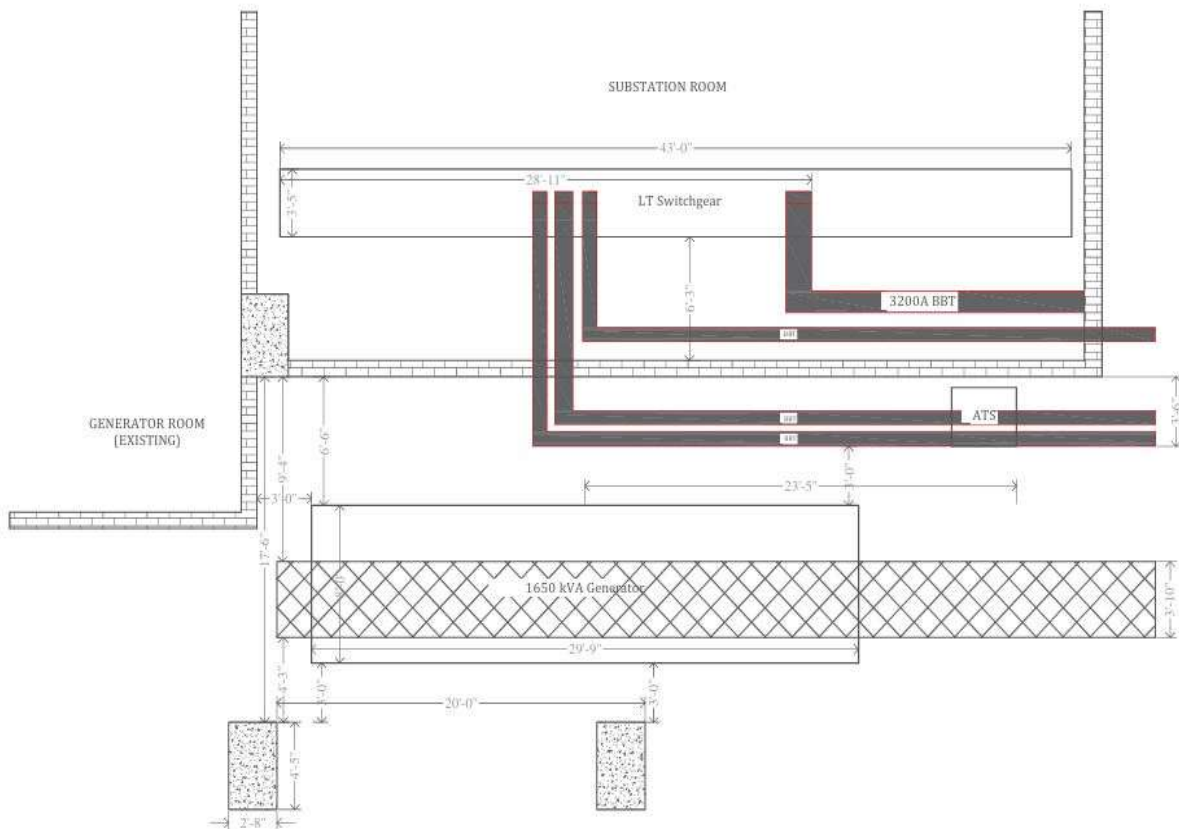 SUBSTATION ROOM
43'-0"
28'-11"
3'-5"
LT Switchgear
6'-3"
3200A BBT
BBT
GENERATOR ROOM
(EXISTING)
BBT
ATS
3'-6"
BBT
6'-6"
9'-4"
3'-0"
23'-5"
3'-0"
17'-6"
1650 kVA Generator
3'-10"
29'-9"
4'-3"
3'-0"
3'-0"
20'-0"
4'-5"
2'-8"